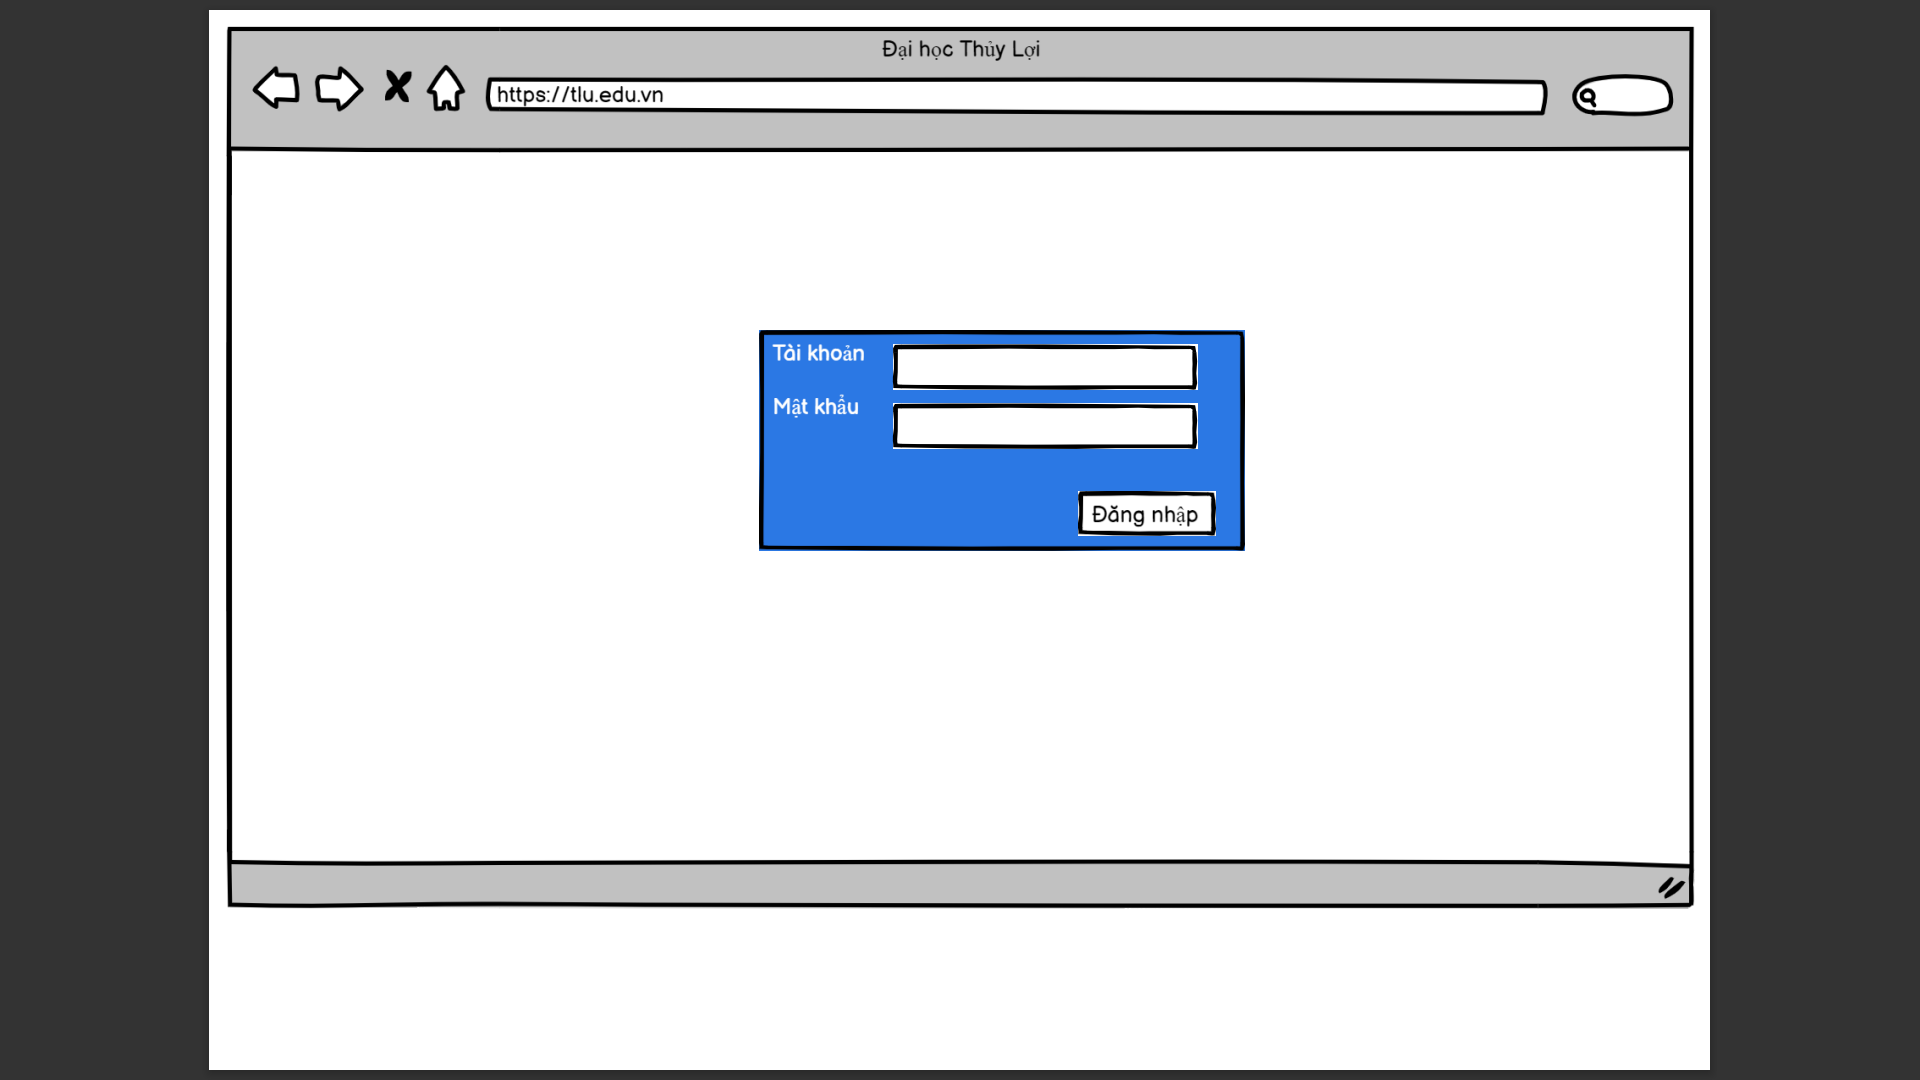 Đại học Thủy Lợi
https://tlu.edu.vn
Tài khoản
Mật khẩu
Đăng nhập